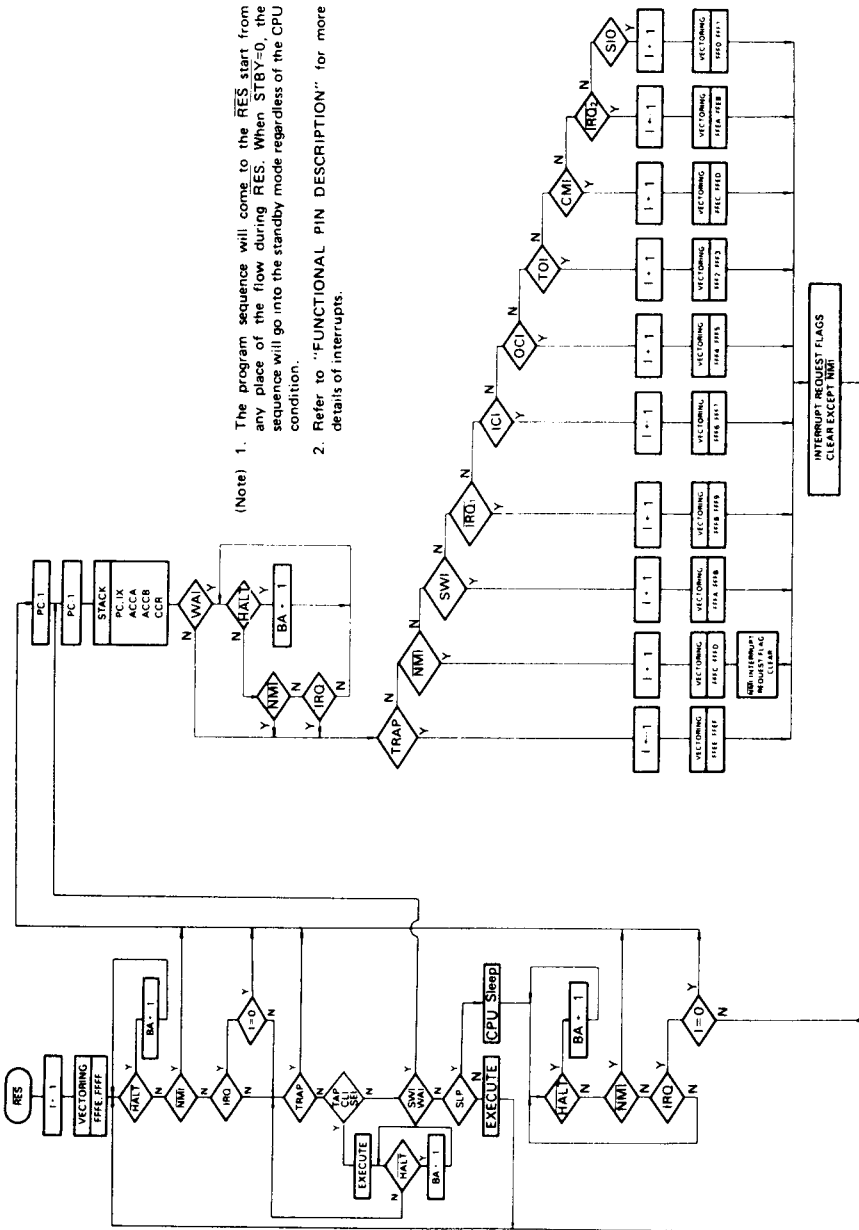 RES
I ← 1
VECTORING
FFFE, FFFF
HALT
Y
BA ← 1
N
NMI
Y
N
IRQ
Y
I=0
Y
N
N
TRAP
Y
N
TAP
CLI
SEI
Y
N
EXECUTE
HALT
Y
N
BA ← 1
SWI
WAI
Y
N
SLP
Y
N
EXECUTE
CPU Sleep
HALT
Y
BA ← 1
N
NMI
Y
N
IRQ
Y
N
I=0
Y
N
PC-1
PC-1
STACK
PC, IX
ACCA
ACCB
CCR
WAI
N
Y
HALT
N
Y
BA ← 1
NMI
Y
N
IRQ
Y
N
(Note) 1. The program sequence will come to the RES start from
any place of the flow during RES. When STBY=0, the
sequence will go into the standby mode regardless of the CPU
condition.
2. Refer to "FUNCTIONAL PIN DESCRIPTION" for more
details of interrupts.
TRAP
N
Y
NMI
N
Y
SWI
N
Y
IRQ1
N
Y
ICI
N
Y
OCI
N
Y
TOI
N
Y
CMI
N
Y
IRQ2
N
Y
SIO
Y
I ← 1
I ← 1
I ← 1
I ← 1
I ← 1
I ← 1
I ← 1
I ← 1
I ← 1
I ← 1
VECTORING
FFEE FFEF
VECTORING
FFFC FFFD
VECTORING
FFFA FFFB
VECTORING
FFF8 FFF9
VECTORING
FFF6 FFF7
VECTORING
FFF4 FFF5
VECTORING
FFF2 FFF3
VECTORING
FFEC FFED
VECTORING
FFEA FFEB
VECTORING
FFF0 FFF1
NMI INTERRUPT
REQUEST FLAG
CLEAR
INTERRUPT REQUEST FLAGS
CLEAR EXCEPT NMI